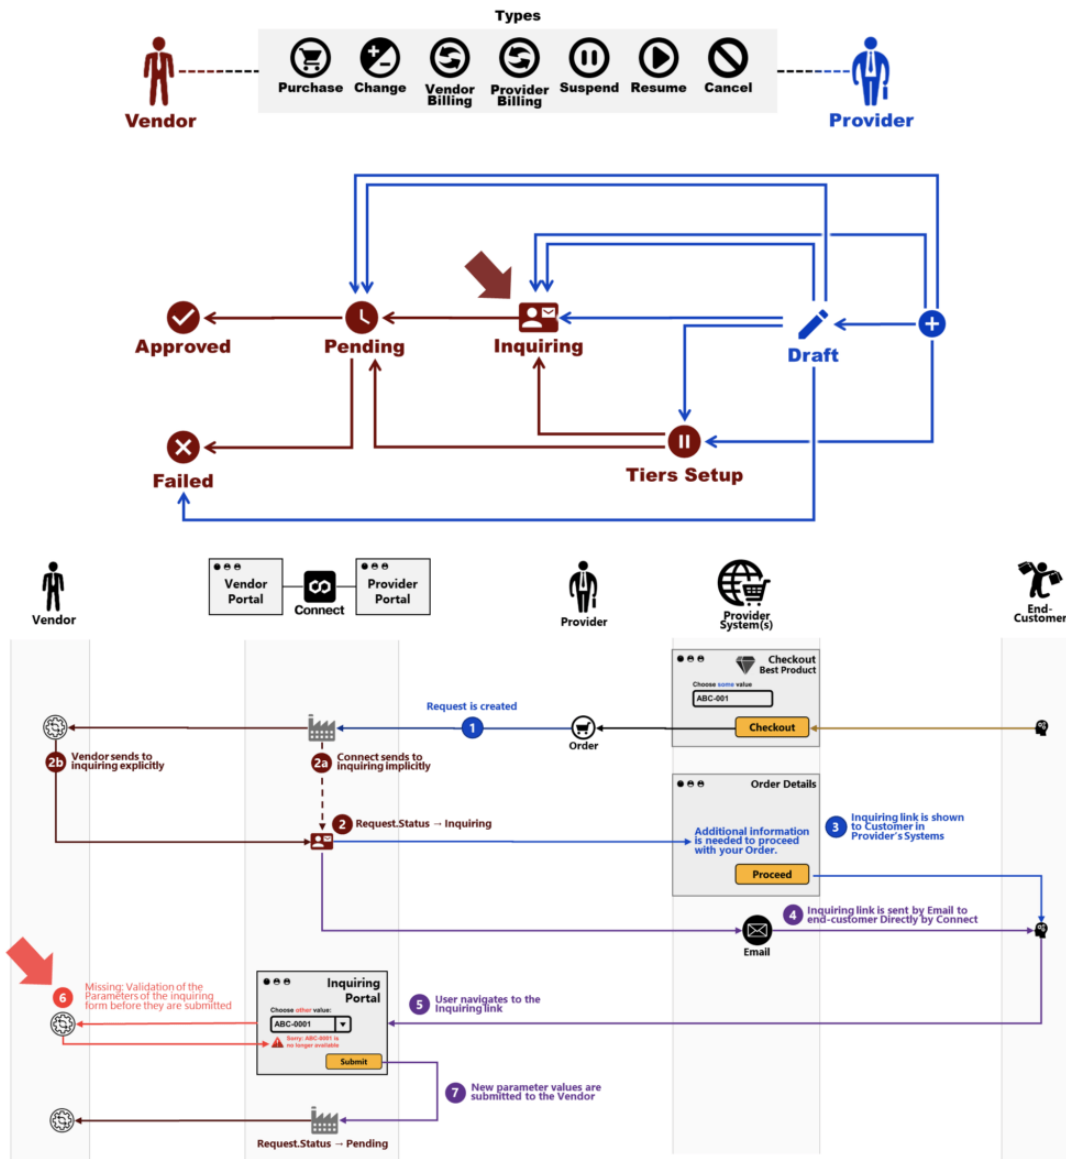 Types
Purchase
Change
Vendor
Billing
Provider
Billing
Suspend
Resume
Cancel
Vendor
Provider
Approved
Pending
Inquiring
Draft
Failed
Tiers Setup
Vendor
Vendor
Portal
Connect
Provider
Portal
Provider
Provider
System(s)
End-
Customer
Checkout
Best Product
Choose some value
ABC-001
Checkout
Request is created
1
Order
2b
Vendor sends to
inquiring explicitly
2a
Connect sends to
inquiring implicitly
2
Request.Status → Inquiring
Order Details
Additional information
is needed to proceed
with your Order.
Proceed
3
Inquiring link is shown
to Customer in
Provider's Systems
4
Inquiring link is sent by Email to
end-customer Directly by Connect
Email
6
Missing: Validation of the
Parameters of the inquiring
form before they are submitted
Inquiring
Portal
Choose other value:
ABC-0001
Sorry: ABC-0001 is
no longer available
Submit
5
User navigates to the
Inquiring link
7
New parameter values are
submitted to the Vendor
Request.Status → Pending